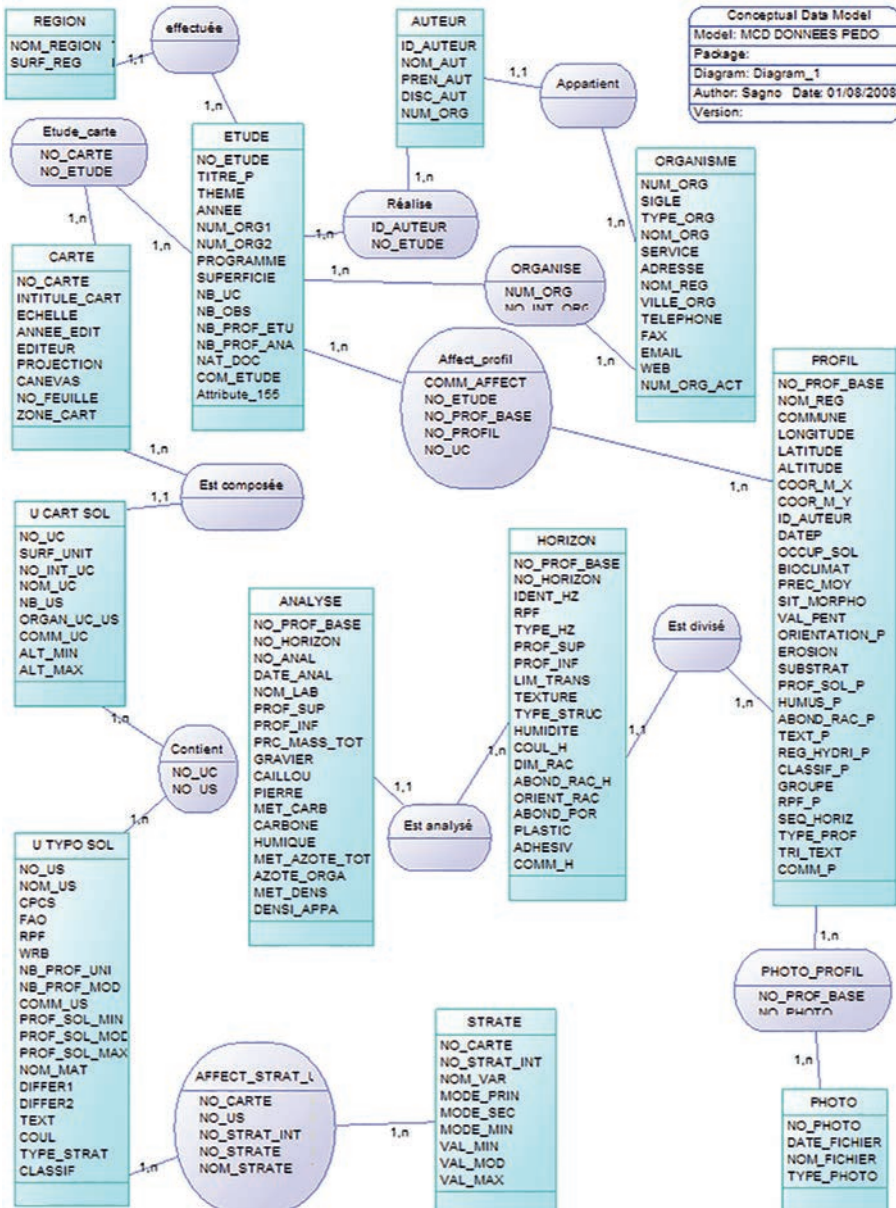 REGION
NOM_REGION
SURF_REG
effectuée
1,1
1,n
AUTEUR
ID_AUTEUR
NOM_AUT
PREN_AUT
DISC_AUT
NUM_ORG
1,1
1,n
Appartient
1,n
Conceptual Data Model
Model: MCD DONNEES PEDO
Package:
Diagram: Diagram_1
Author: Sagno Date: 01/08/2008
Version:
Etude_carte
NO_CARTE
NO_ETUDE
1,n
1,n
ETUDE
NO_ETUDE
TITRE_P
THEME
ANNEE
NUM_ORG1
NUM_ORG2
PROGRAMME
SUPERFICIE
NB_UC
NB_OBS
NB_PROF_ETU
NB_PROF_ANA
NAT_DOC
COM_ETUDE
Attribute_155
Réalise
ID_AUTEUR
NO_ETUDE
1,n
ORGANISME
NUM_ORG
SIGLE
TYPE_ORG
NOM_ORG
SERVICE
ADRESSE
NOM_REG
VILLE_ORG
TELEPHONE
FAX
EMAIL
WEB
NUM_ORG_ACT
CARTE
NO_CARTE
INTITULE_CART
ECHELLE
ANNEE_EDIT
EDITEUR
PROJECTION
CANEVAS
NO_FEUILLE
ZONE_CART
1,n
ORGANISE
NUM_ORG
NO_INT_ORG
1,n
1,n
Affect_profil
COMM_AFFECT
NO_ETUDE
NO_PROF_BASE
NO_PROFIL
NO_UC
1,n
PROFIL
NO_PROF_BASE
NOM_REG
COMMUNE
LONGITUDE
LATITUDE
ALTITUDE
COOR_M_X
COOR_M_Y
ID_AUTEUR
DATEP
OCCUP_SOL
BIOCLIMAT
PREC_MOY
SIT_MORPHO
VAL_PENT
ORIENTATION_P
EROSION
SUBSTRAT
PROF_SOL_P
HUMUS_P
ABOND_RAC_P
TEXT_P
REG_HYDRI_P
CLASSIF_P
GROUPE
RPF_P
SEQ_HORIZ
TYPE_PROF
TRI_TEXT
COMM_P
1,n
1,1
Est composée
U CART SOL
NO_UC
SURF_UNIT
NO_INT_UC
NOM_UC
NB_US
ORGAN_UC_US
COMM_UC
ALT_MIN
ALT_MAX
1,n
ANALYSE
NO_PROF_BASE
NO_HORIZON
NO_ANAL
DATE_ANAL
NOM_LAB
PROF_SUP
PROF_INF
PRC_MASS_TOT
GRAVIER
CAILLOU
PIERRE
MET_CARB
CARBONE
HUMIQUE
MET_AZOTE_TOT
AZOTE_ORGA
MET_DENS
DENSI_APPA
HORIZON
NO_PROF_BASE
NO_HORIZON
IDENT_HZ
RPF
TYPE_HZ
PROF_SUP
PROF_INF
LIM_TRANS
TEXTURE
TYPE_STRUC
HUMIDITE
COUL_H
DIM_RAC
ABOND_RAC_H
ORIENT_RAC
ABOND_POR
PLASTIC
ADHESIV
COMM_H
Est divisé
1,n
1,1
1,n
1,1
Est analysé
Contient
NO_UC
NO_US
1,n
U TYPO SOL
NO_US
NOM_US
CPCS
FAO
RPF
WRB
NB_PROF_UNI
NB_PROF_MOD
COMM_US
PROF_SOL_MIN
PROF_SOL_MOD
PROF_SOL_MAX
NOM_MAT
DIFFER1
DIFFER2
TEXT
COUL
TYPE_STRAT
CLASSIF
1,n
AFFECT_STRAT_U
NO_CARTE
NO_US
NO_STRAT_INT
NO_STRATE
NOM_STRATE
1,n
STRATE
NO_CARTE
NO_STRAT_INT
NOM_VAR
MODE_PRIN
MODE_SEC
MODE_MIN
VAL_MIN
VAL_MOD
VAL_MAX
1,n
PHOTO_PROFIL
NO_PROF_BASE
NO_PHOTO
1,n
PHOTO
NO_PHOTO
DATE_FICHIER
NOM_FICHIER
TYPE_PHOTO